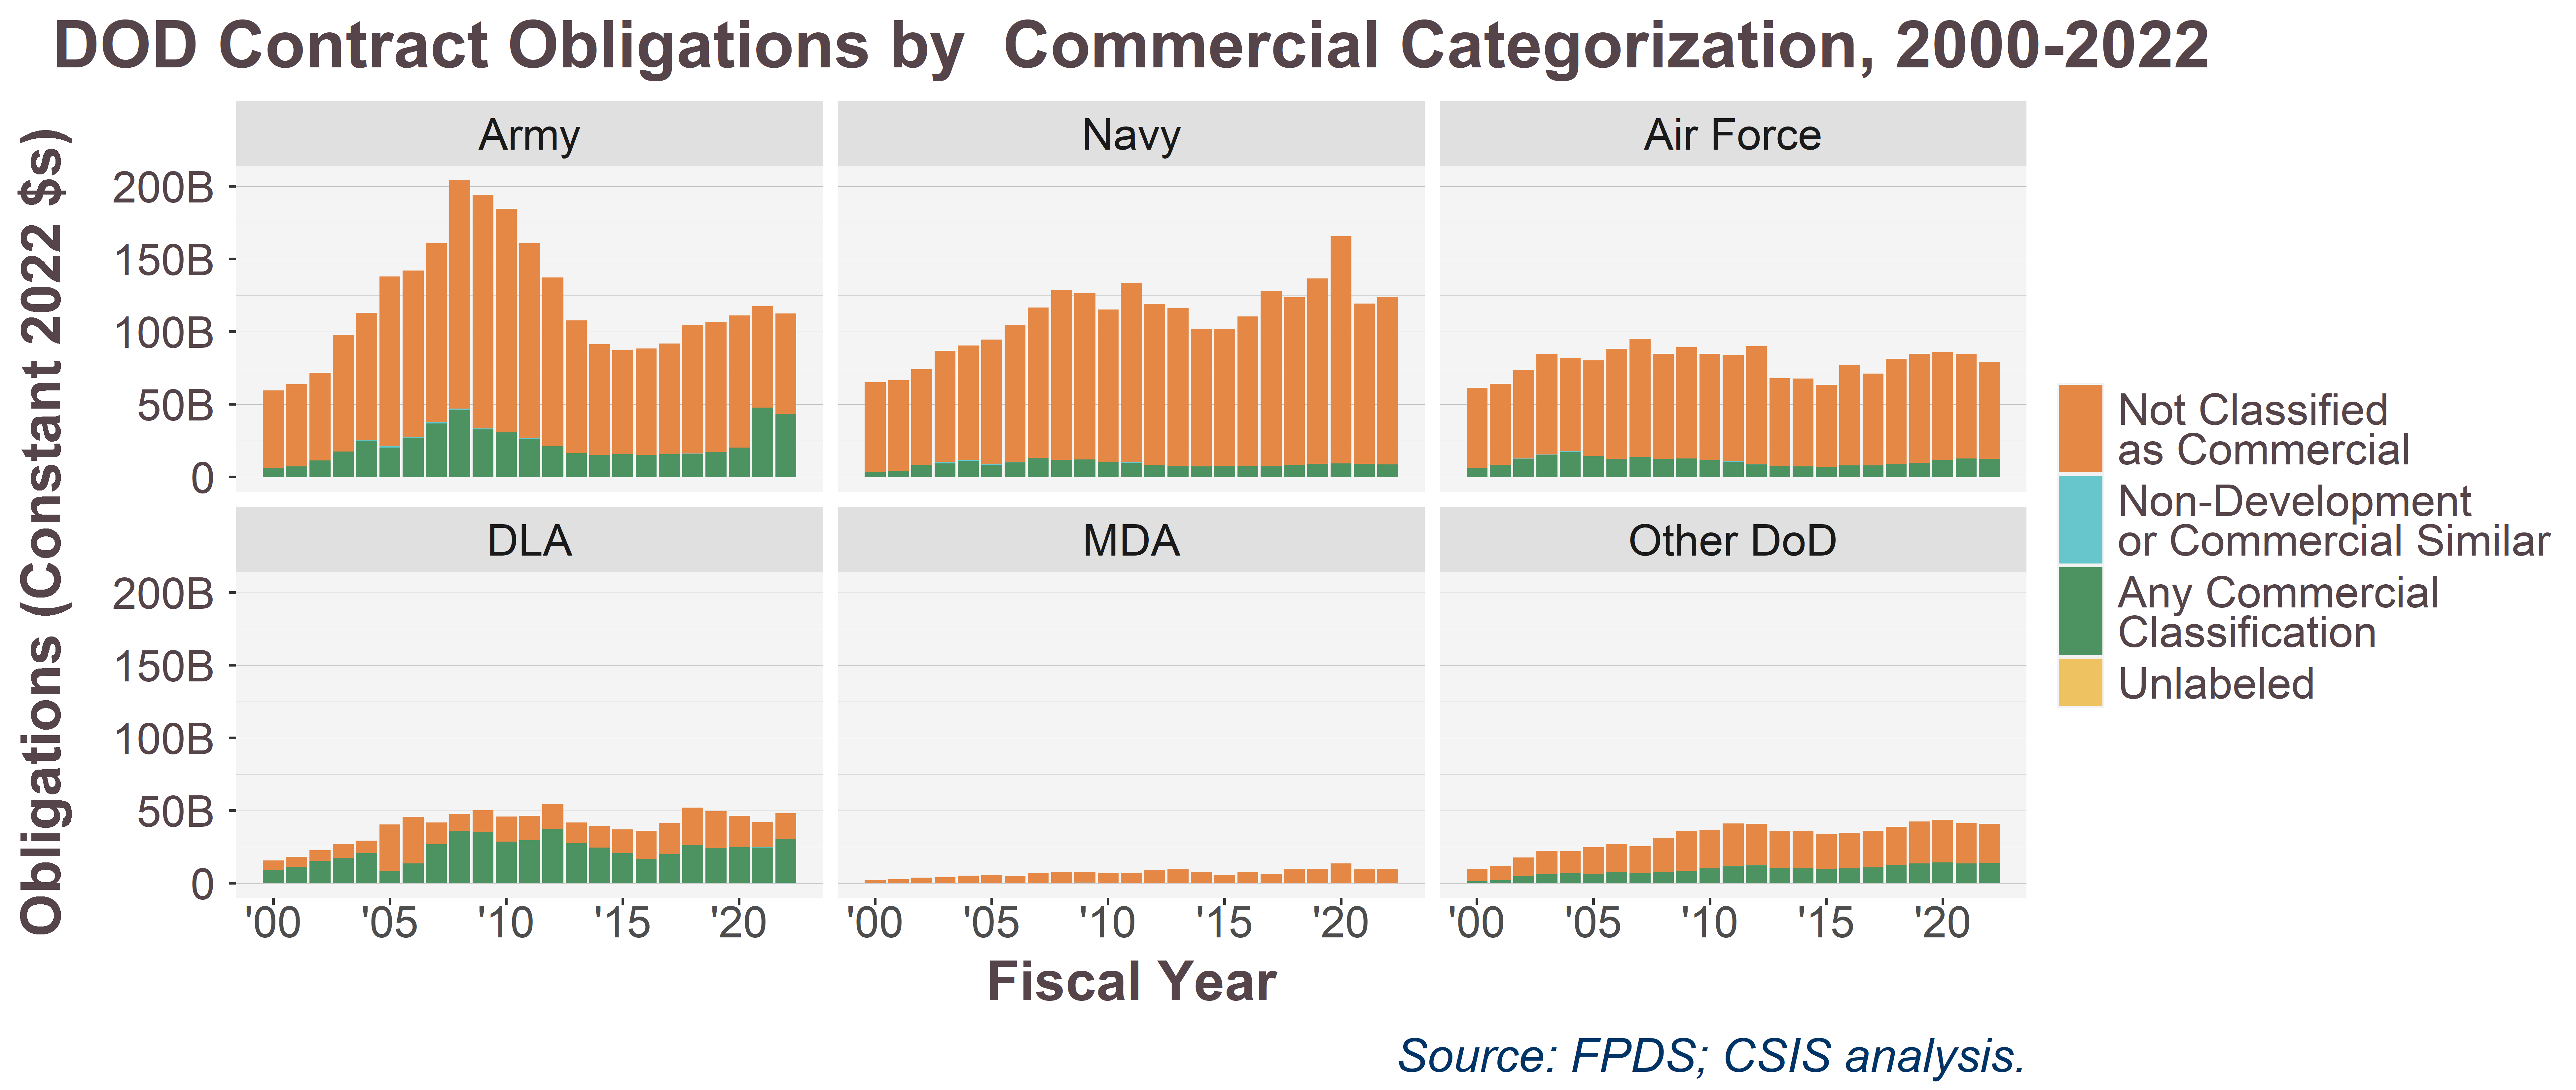 DOD Contract Obligations by  Commercial Categorization, 2000-2022
Obligations (Constant 2022 $s)
Army
Navy
Air Force
200B
150B
100B
50B
0
DLA
MDA
Other DoD
200B
150B
100B
50B
0
'00 '05 '10 '15 '20
'00 '05 '10 '15 '20
'00 '05 '10 '15 '20
Fiscal Year
Not Classified
as Commercial
Non-Development
or Commercial Similar
Any Commercial
Classification
Unlabeled
Source: FPDS; CSIS analysis.